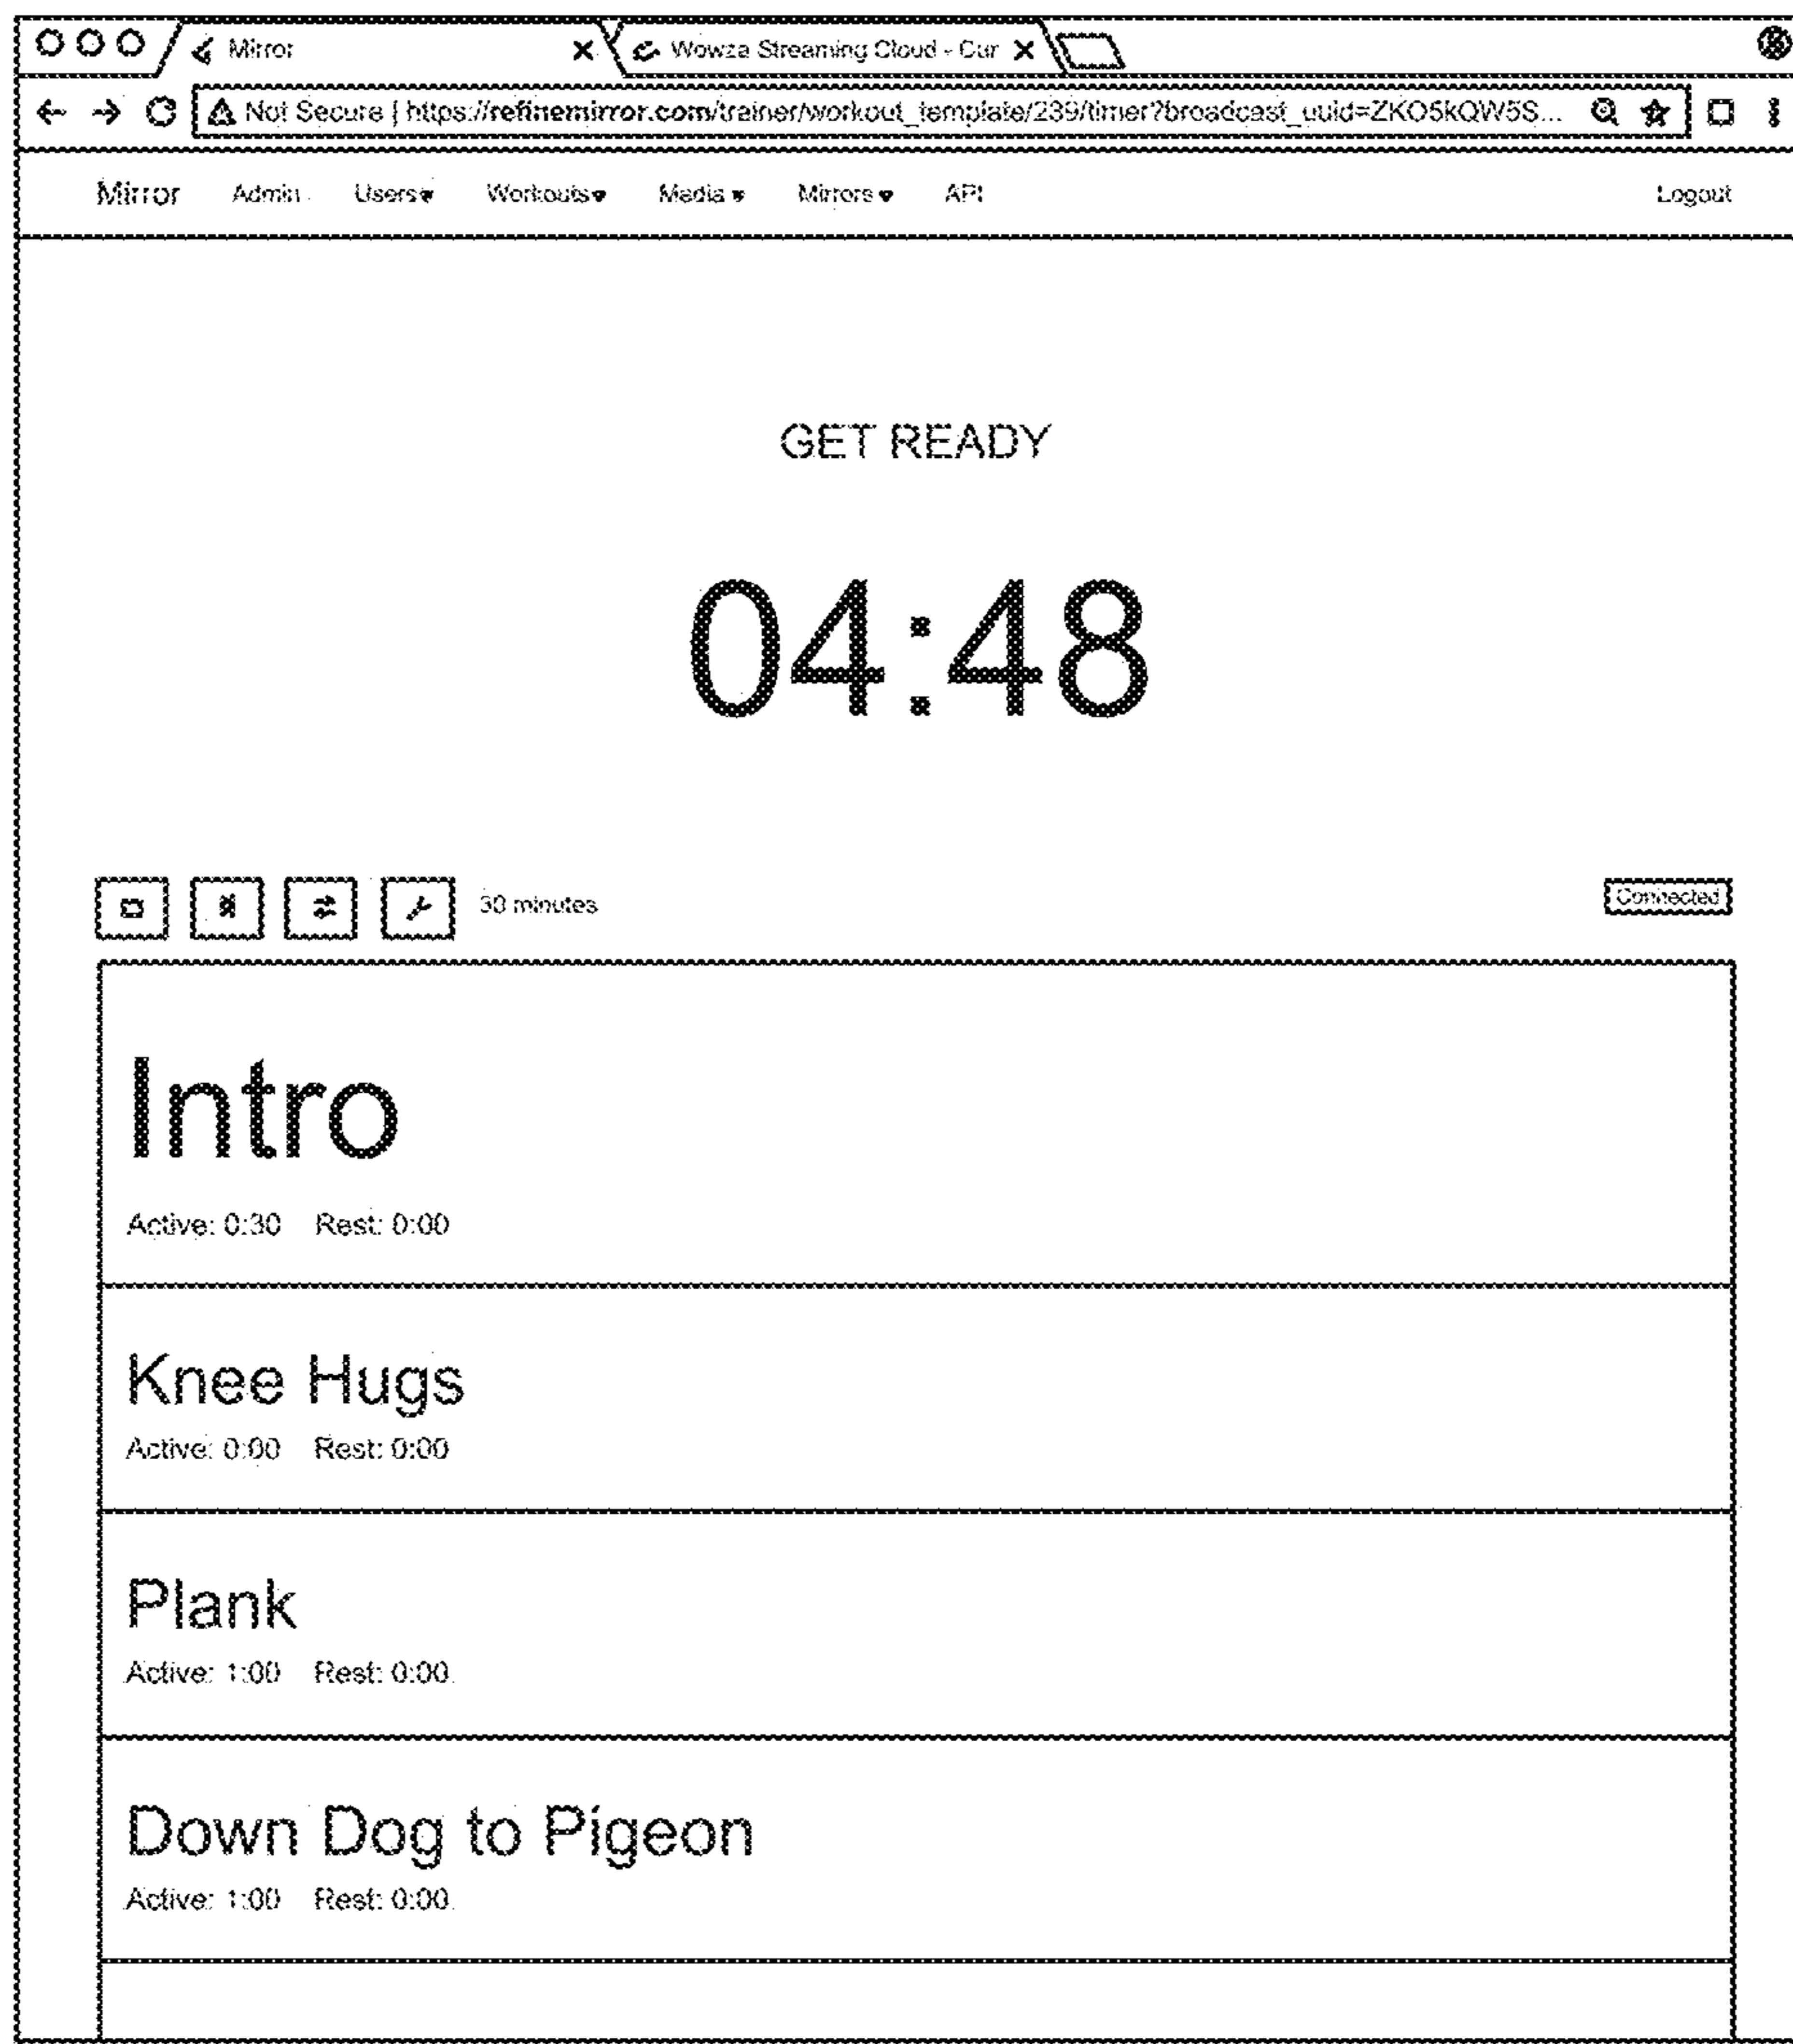 Mirror Wowza Streaming Cloud - Cur
Not Secure | https://refinemirror.com/trainer/workout_template/239/timer?broadcast_uuid=ZKO5kQW5S...
Mirror Admin Users Workouts Media Mirrors API Logout
GET READY
04:48
30 minutes Connected
Intro
Active: 0:30 Rest: 0:00
Knee Hugs
Active: 0:00 Rest: 0:00
Plank
Active: 1:00 Rest: 0:00
Down Dog to Pigeon
Active: 1:00 Rest: 0:00